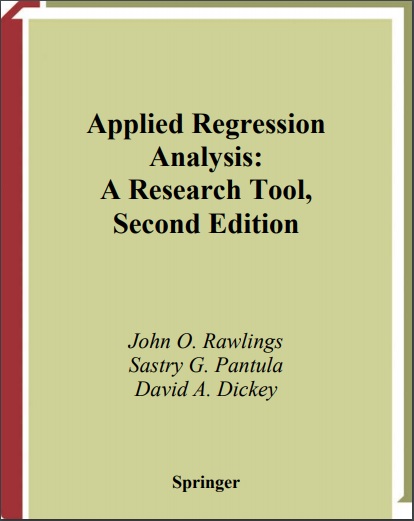 Applied Regression
Analysis:
A Research Tool,
Second Edition
John O. Rawlings
Sastry G. Pantula
David A. Dickey
Springer